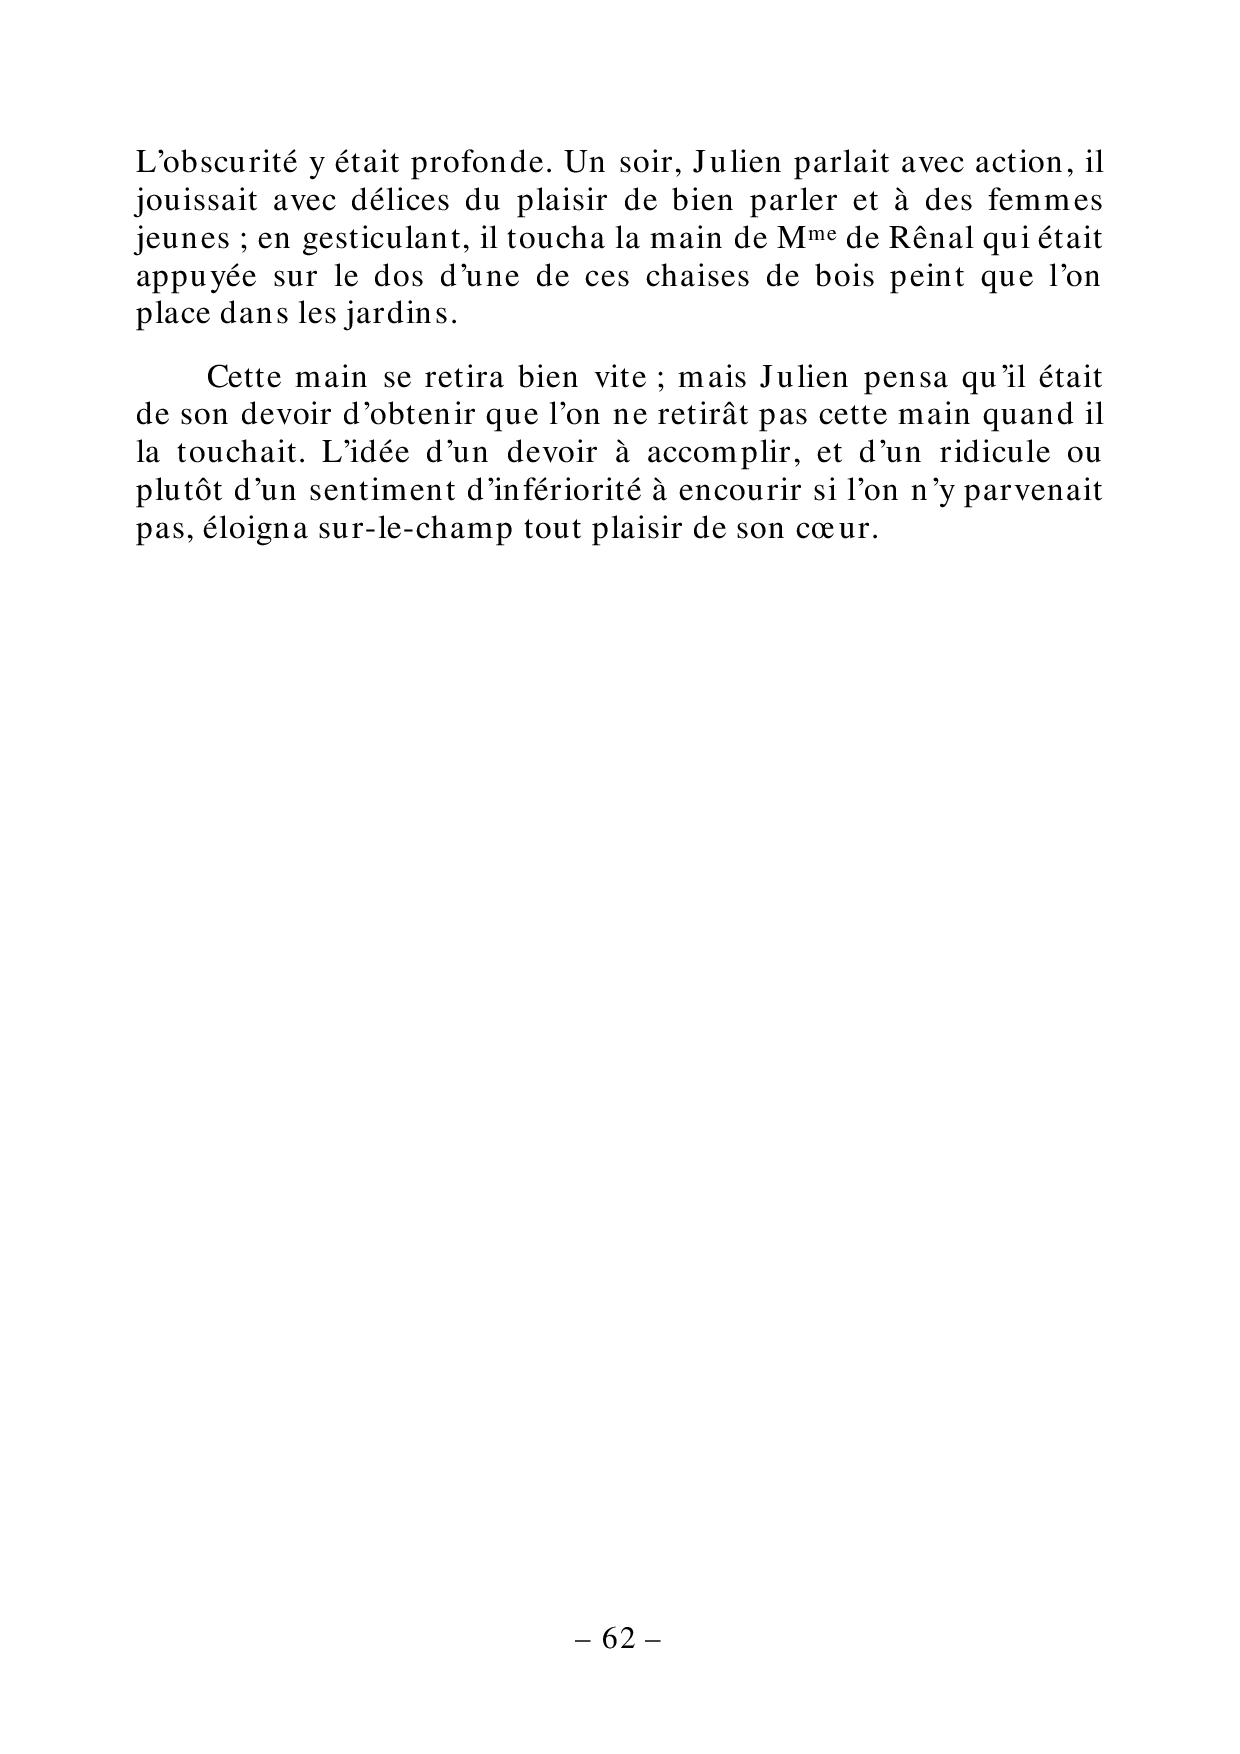 L’obscurité y était profonde. Un soir, Julien parlait avec action, il
jouissait avec délices du plaisir de bien parler et à des femmes
jeunes ; en gesticulant, il toucha la main de Mme de Rênal qui était
appuyée sur le dos d’une de ces chaises de bois peint que l’on
place dans les jardins.
Cette main se retira bien vite ; mais Julien pensa qu’il était
de son devoir d’obtenir que l’on ne retirât pas cette main quand il
la touchait. L’idée d’un devoir à accomplir, et d’un ridicule ou
plutôt d’un sentiment d’infériorité à encourir si l’on n’y parvenait
pas, éloigna sur-le-champ tout plaisir de son cœur.
– 62 –